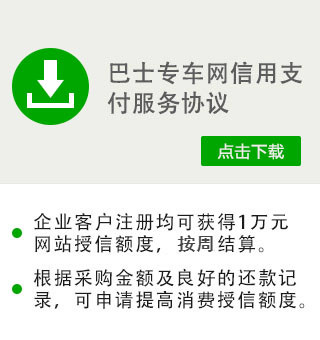 巴士专车网信用支
付服务协议
点击下载
企业客户注册均可获得1万元
网站授信额度，按周结算。
根据采购金额及良好的还款记
录，可申请提高消费授信额度。